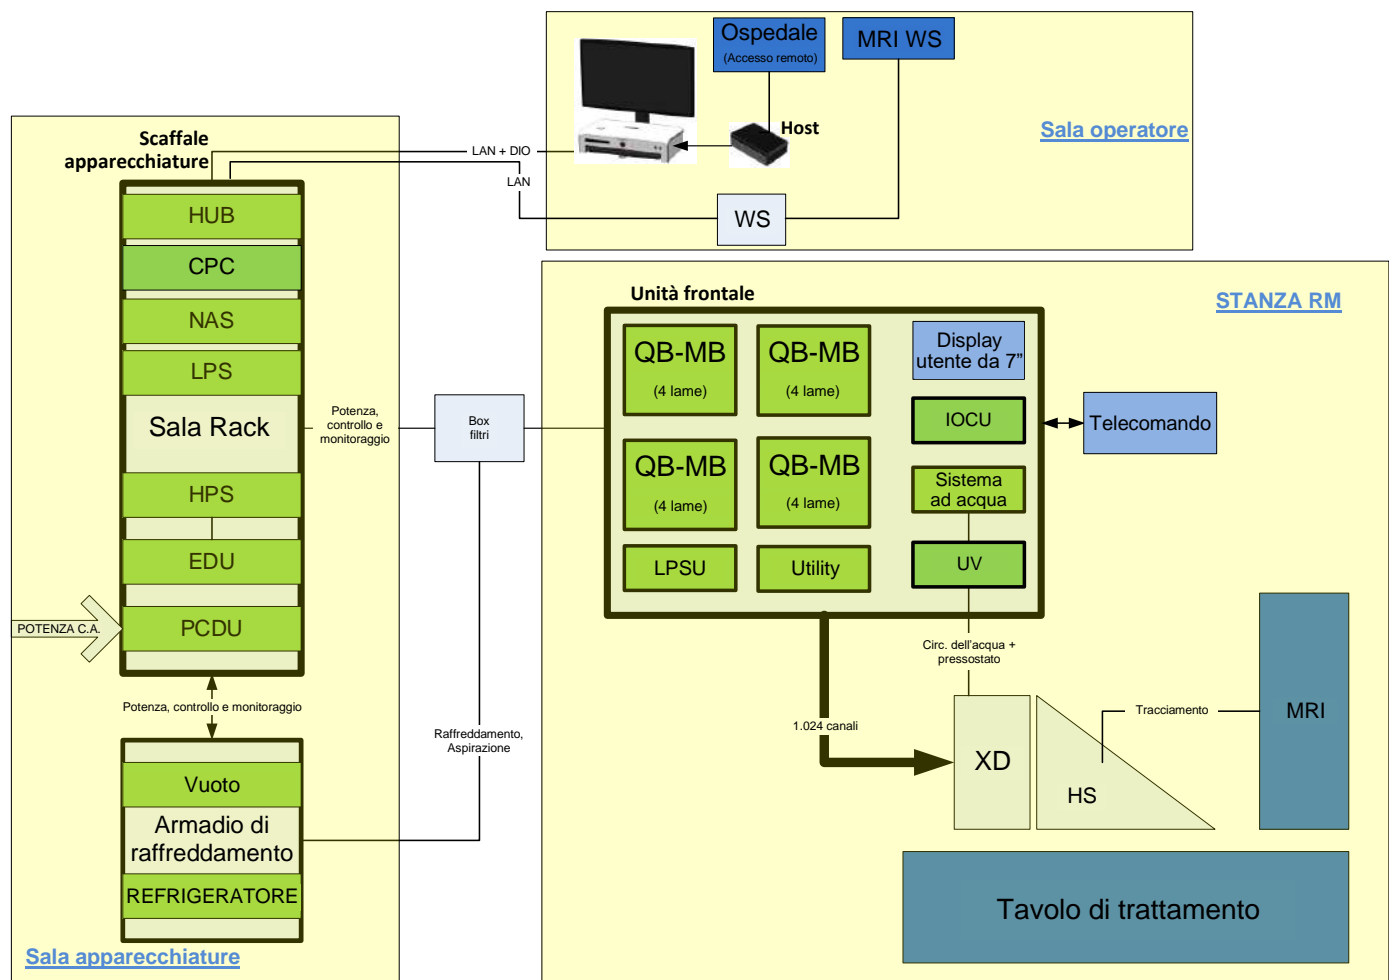 Ospedale
(Accesso remoto)
MRI WS
Host
Sala operatore
Scaffale
apparecchiature
LAN + DIO
LAN
WS
HUB
CPC
NAS
LPS
Sala Rack
HPS
EDU
PCDU
POTENZA C.A.
Potenza,
controllo e
monitoraggio
Box
filtri
Potenza, controllo e monitoraggio
Vuoto
Armadio di
raffreddamento
REFRIGERATORE
Sala apparecchiature
Raffreddamento,
Aspirazione
Unità frontale
STANZA RM
QB-MB
(4 lame)
QB-MB
(4 lame)
Display
utente da 7”
IOCU
Telecomando
QB-MB
(4 lame)
QB-MB
(4 lame)
Sistema
ad acqua
LPSU
Utility
UV
Circ. dell'acqua +
pressostato
1.024 canali
XD
HS
Tracciamento
MRI
Tavolo di trattamento